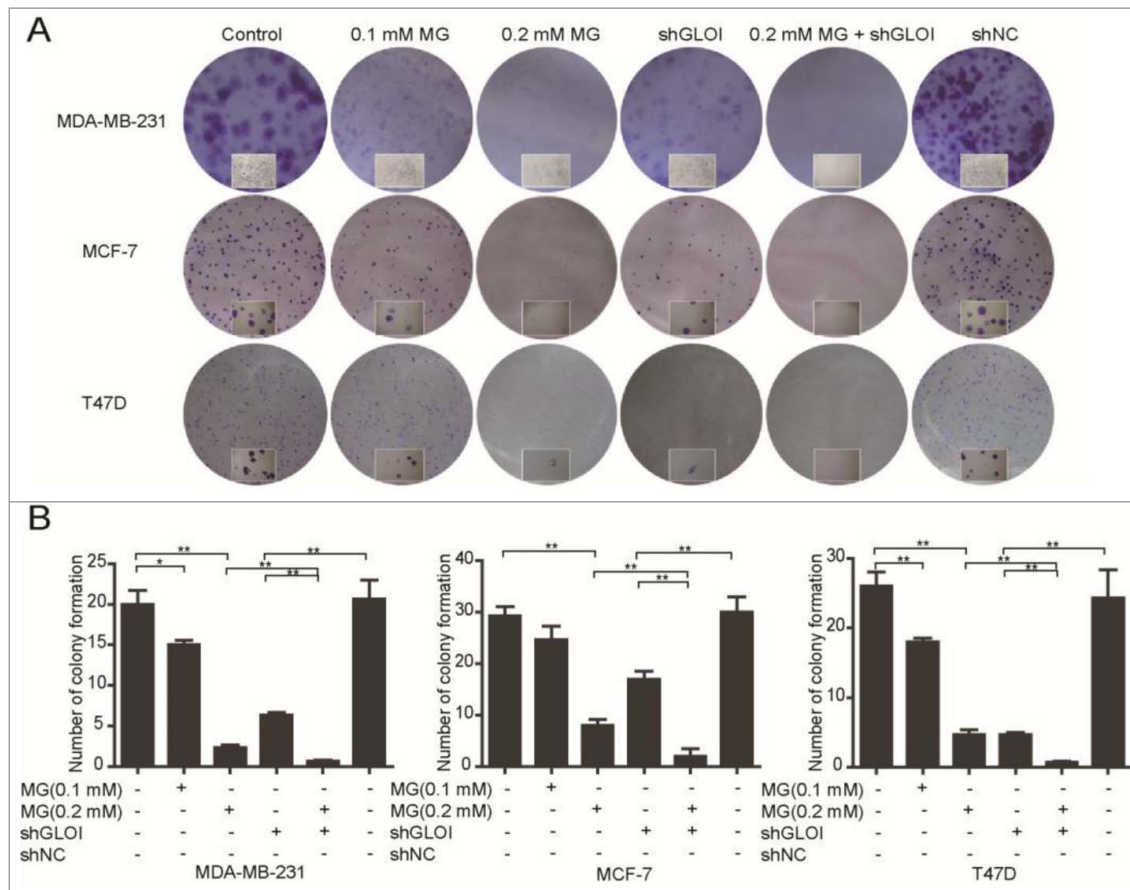 A
Control 0.1 mM MG 0.2 mM MG shGLOI 0.2 mM MG + shGLOI shNC
MDA-MB-231
MCF-7
T47D
B
Number of colony formation
25
20
15
10
5
0
** 
*
**
**
**
MG(0.1 mM) - + - - - -
MG(0.2 mM) - - + - + -
shGLOI - - - + + -
shNC - - - - - -
MDA-MB-231
Number of colony formation
40
30
20
10
0
**
**
**
**
MG(0.1 mM) - + - - - -
MG(0.2 mM) - - + - + -
shGLOI - - - + + -
shNC - - - - - -
MCF-7
Number of colony formation
30
20
10
0
**
**
**
**
**
MG(0.1 mM) - + - - - -
MG(0.2 mM) - - + - + -
shGLOI - - - + + -
shNC - - - - - -
T47D